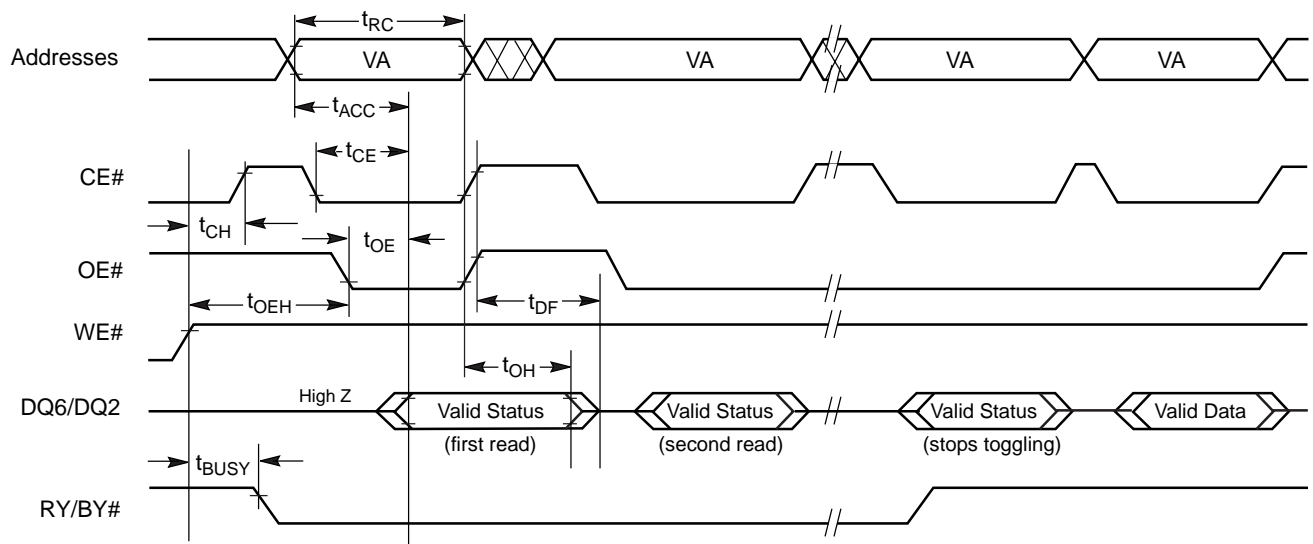 tRC
Addresses VA VA VA VA
tACC
tCE
CE#
tCH
tOE
OE#
tOEH
tDF
WE#
tOH
High Z
DQ6/DQ2 Valid Status Valid Status Valid Status Valid Data
(first read) (second read) (stops toggling)
tBUSY
RY/BY#